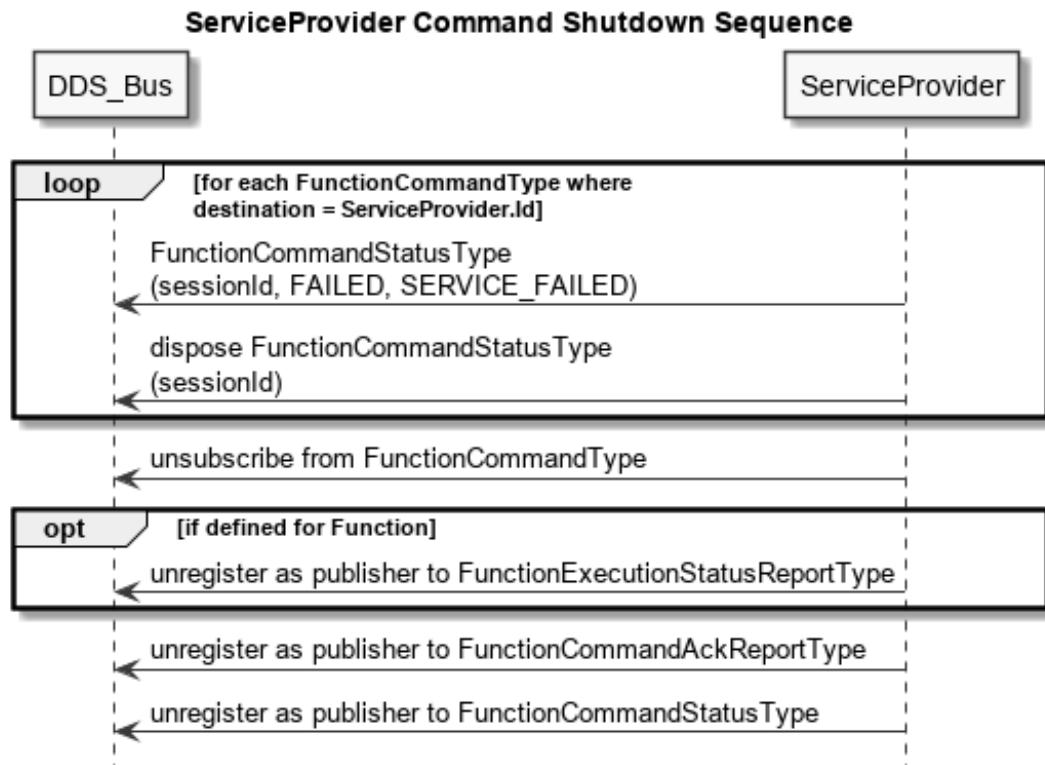 ServiceProvider Command Shutdown Sequence
DDS_Bus
ServiceProvider
loop
[for each FunctionCommandType where
destination = ServiceProvider.Id]
FunctionCommandStatusType
(sessionId, FAILED, SERVICE_FAILED)
dispose FunctionCommandStatusType
(sessionId)
unsubscribe from FunctionCommandType
opt
[if defined for Function]
unregister as publisher to FunctionExecutionStatusReportType
unregister as publisher to FunctionCommandAckReportType
unregister as publisher to FunctionCommandStatusType